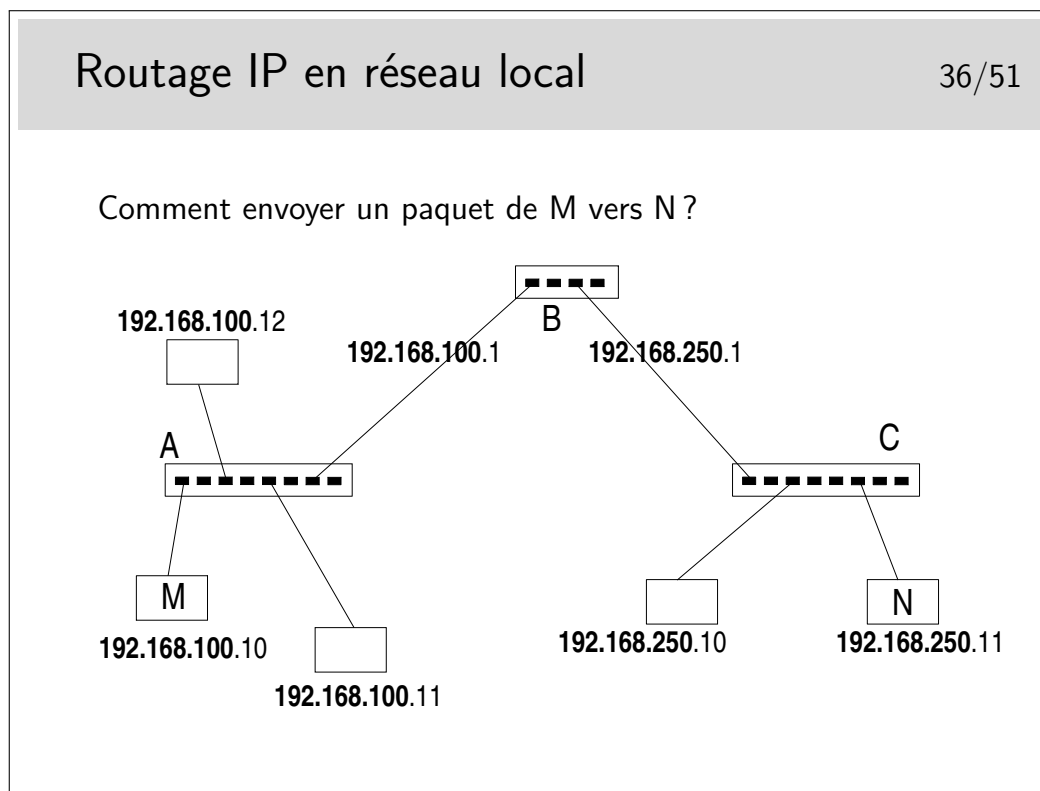 Routage IP en réseau local 36/51
Comment envoyer un paquet de M vers N ?
B
192.168.100.12
192.168.100.1 192.168.250.1
A
C
M
N
192.168.100.10
192.168.250.10 192.168.250.11
192.168.100.11